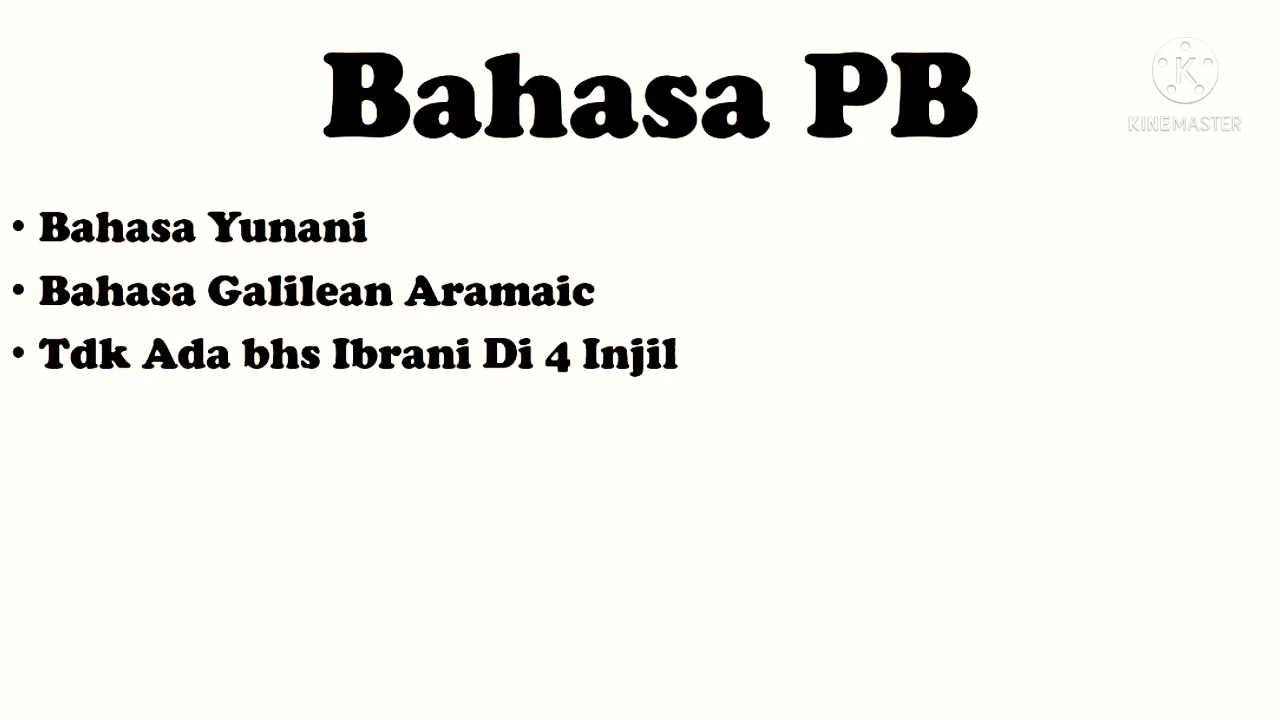 Bahasa PB
K
KINEMASTER
• Bahasa Yunani
• Bahasa Galilean Aramaic
• Tdk Ada bhs Ibrani Di 4 Injil